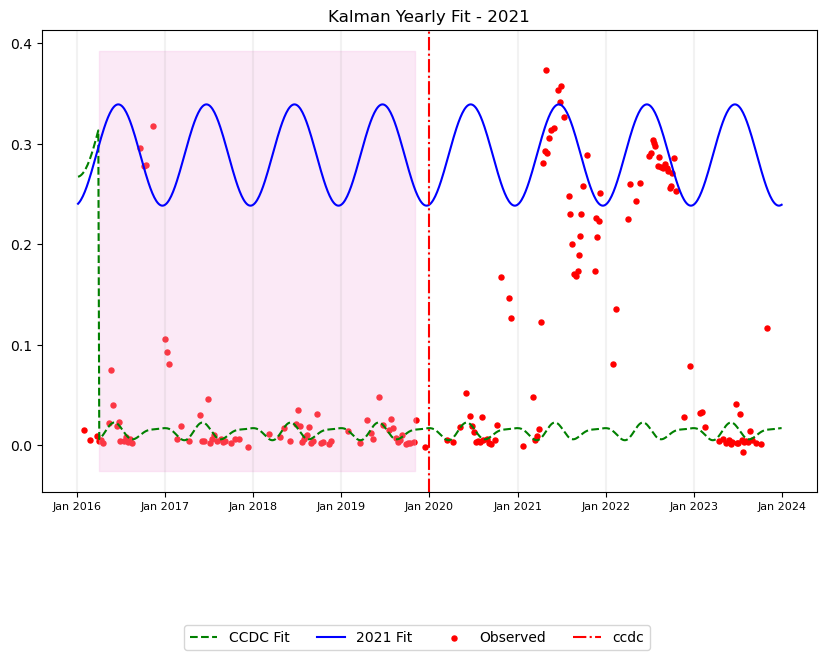 Kalman Yearly Fit - 2021
0.4
0.3
0.2
0.1
0.0
Jan 2016 Jan 2017 Jan 2018 Jan 2019 Jan 2020 Jan 2021 Jan 2022 Jan 2023 Jan 2024
CCDC Fit 2021 Fit Observed ccdc